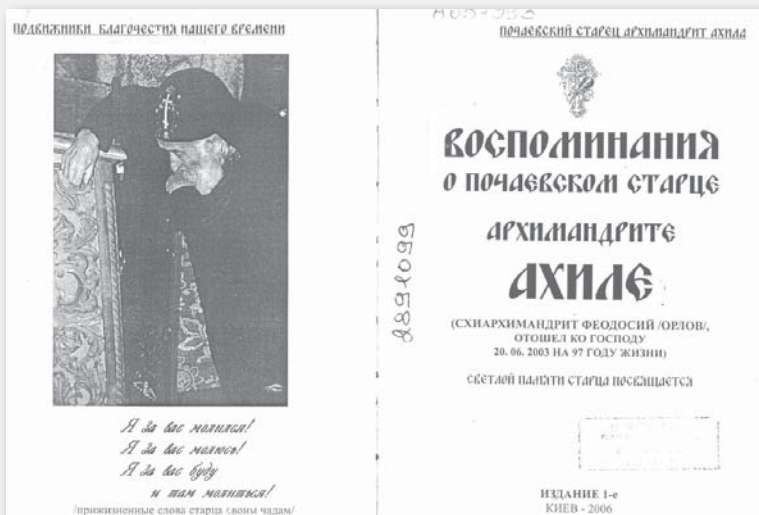 ПОДВИЖНИКИ БЛАГОЧЕСТИЯ НАШЕГО ВРЕМЕНИ
Я за вас молился!
Я за вас молюсь!
Я за вас буду
и там молиться!
/прижизненные слова старца своим чадам/
ПОЧАЕВСКИЙ СТАРЕЦ АРХИМАНДРИТ АХИЛА
ВОСПОМИНАНИЯ
О ПОЧАЕВСКОМ СТАРЦЕ
АРХИМАНДРИТЕ
АХИЛЕ
(СХИАРХИМАНДРИТ ФЕОДОСИЙ /ОРЛОВ/,
ОТОШЕЛ КО ГОСПОДУ
20. 06. 2003 НА 97 ГОДУ ЖИЗНИ)
СВЕТЛОЙ ПАМЯТИ СТАРЦА ПОСВЯЩАЕТСЯ
2891099
ИЗДАНИЕ 1-е
КИЕВ - 2006